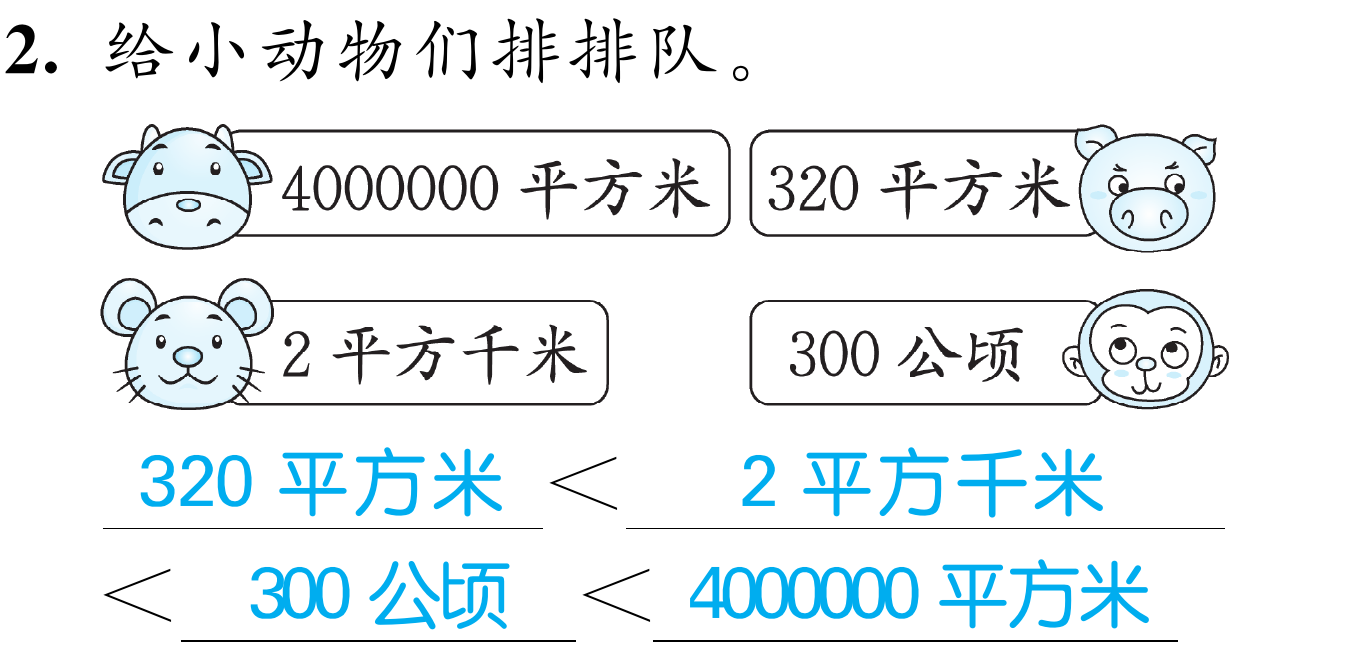 2. 给小动物们排排队。
4000000 平方米 320 平方米
2 平方千米 300 公顷
320 平方米 < 2 平方千米
< 300 公顷 < 4000000 平方米